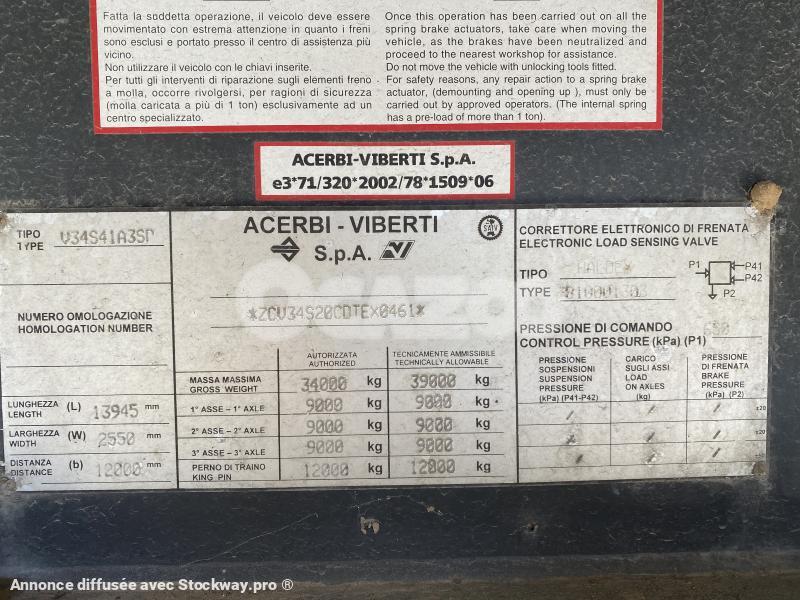 Fatta la soddetta operazione, il veicolo deve essere
movimentato con estrema attenzione in quanto i freni
sono esclusi e portato presso il centro di assistenza più
vicino.
Non utilizzare il veicolo con le chiavi inserite.
Per tutti gli interventi di riparazione sugli elementi freno
a molla, occorre rivolgersi, per ragioni di sicurezza
(molla caricata a più di 1 ton) esclusivamente ad un
centro specializzato.
Once this operation has been carried out on all the
spring brake actuators, take care when moving the
vehicle, as the brakes have been neutralized and
proceed to the nearest workshop for assistance.
Do not move the vehicle with unlocking tools fitted.
For safety reasons, any repair action to a spring brake
actuator, (demounting and opening up ), must only be
carried out by approved operators. (The internal spring
has a pre-load of more than 1 ton).
ACERBI-VIBERTI S.p.A.
e3*71/320*2002/78*1509*06
TIPO
TYPE V34S41A3SP
NUMERO OMOLOGAZIONE
HOMOLOGATION NUMBER
LUNGHEZZA
LENGTH (L) 13945 mm
LARGHEZZA
WIDTH (W) 2550 mm
DISTANZA
DISTANCE (b) 12000 mm
ACERBI - VIBERTI
S.p.A.
SAIV
*ZCV34S20CDTEX0461*
AUTORIZZATA
AUTHORIZED
TECNICAMENTE AMMISSIBILE
TECHNICALLY ALLOWABLE
MASSA MASSIMA
GROSS WEIGHT 34000 kg 39000 kg
1° ASSE – 1° AXLE 9000 kg 9000 kg
2° ASSE – 2° AXLE 9000 kg 9000 kg
3° ASSE – 3° AXLE 9000 kg 9000 kg
PERNO DI TRAINO
KING PIN 12000 kg 12000 kg
CORRETTORE ELETTRONICO DI FRENATA
ELECTRONIC LOAD SENSING VALVE
TIPO HALDEX
TYPE
P1 P41
P42
P2
PRESSIONE DI COMANDO
CONTROL PRESSURE (kPa) (P1) 650
PRESSIONE
SOSPENSIONI
SUSPENSION
PRESSURE
(kPa) (P41-P42)
CARICO
SUGLI ASSI
LOAD
ON AXLES
(kg)
PRESSIONE
DI FRENATA
BRAKE
PRESSURE
(kPa) (P2)
/ / / ±20
/ / / ±20
/ / / ±20
Annonce diffusée avec Stockway.pro ®